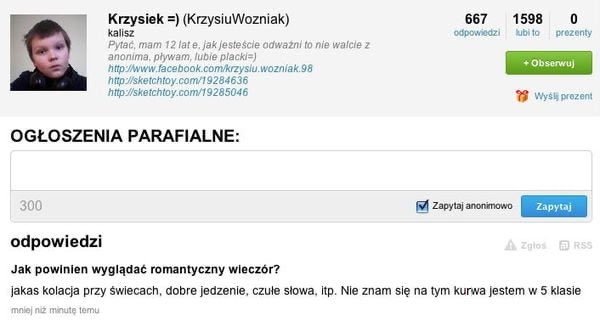 Krzysiek =) (KrzysiuWozniak)
kalisz
Pytać, mam 12 lat e, jak jesteście odważni to nie walcie z
anonima, pływam, lubie placki=)
http://www.facebook.com/krzysiu.wozniak.98
http://sketchtoy.com/19284636
http://sketchtoy.com/19285046
667 1598 0
odpowiedzi lubi to prezenty
+ Obserwuj
Wyślij prezent
OGŁOSZENIA PARAFIALNE:
300 Zapytaj anonimowo Zapytaj
odpowiedzi Zgłoś RSS
Jak powinien wyglądać romantyczny wieczór?
jakas kolacja przy świecach, dobre jedzenie, czułe słowa, itp. Nie znam się na tym kurwa jestem w 5 klasie
mniej niż minutę temu